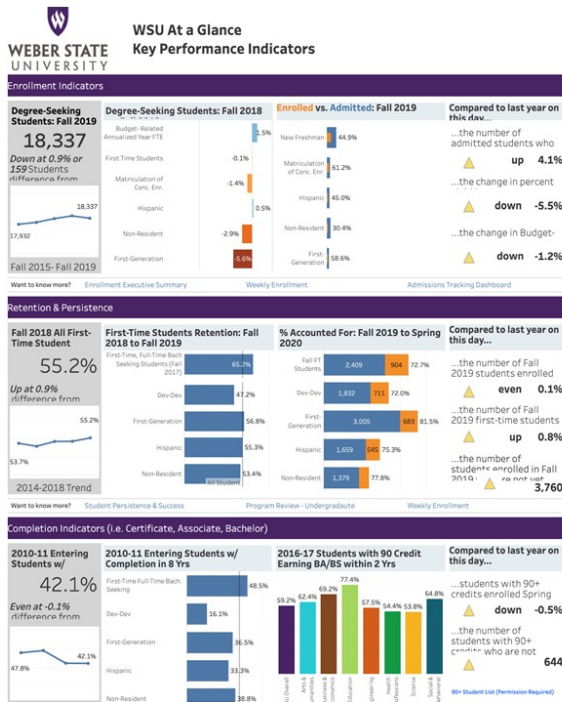 WEBER STATE
UNIVERSITY
WSU At a Glance
Key Performance Indicators
Enrollment Indicators
Degree-Seeking
Students: Fall 2019
18,337
Down at 0.9% or
159 Students
difference from
18,337
17,932
Fall 2015- Fall 2019
Degree-Seeking Students: Fall 2018
Budget- Related
Annualized Year FTE
1.5%
First Time Students
-0.1%
Matriculation of
Conc. Enr.
-1.4%
Hispanic
0.5%
Non-Resident
-2.9%
First-Generation
-5.6%
Enrolled vs. Admitted: Fall 2019
New Freshman
44.9%
Matriculation
of Conc. Enr.
61.2%
Hispanic
45.0%
Non-Resident
30.4%
First-
Generation
58.6%
Compared to last year on
this day...
...the number of
admitted students who
up 4.1%
...the change in percent
down -5.5%
...the change in Budget-
down -1.2%
Want to know more?
Enrollment Executive Summary
Weekly Enrollment
Admissions Tracking Dashboard
Retention & Persistence
Fall 2018 All First-
Time Student
55.2%
Up at 0.9%
difference from
55.2%
53.7%
2014-2018 Trend
First-Time Students Retention: Fall
2018 to Fall 2019
First-Time, Full-Time Bach
Seeking Students (Fall
2017)
65.2%
Dev-Dev
47.2%
First-Generation
56.8%
Hispanic
55.3%
Non-Resident
53.4%
All Student
% Accounted For: Fall 2019 to Spring
2020
Fall FT
Students
2,409
904
72.7%
Dev-Dev
1,832
711
72.0%
First-
Generation
3,005
683
81.5%
Hispanic
1,659
545
75.3%
Non-Resident
1,379
77.8%
Compared to last year on
this day...
...the number of Fall
2019 students enrolled
even 0.1%
...the number of Fall
2019 first-time students
up 0.8%
...the number of
students enrolled in Fall
3,760
Want to know more?
Student Persistence & Success
Program Review - Undergradaute
Weekly Enrollment
Completion Indicators (i.e. Certificate, Associate, Bachelor)
2010-11 Entering
Students w/
42.1%
Even at -0.1%
difference from
42.1%
47.8%
2010-11 Entering Students w/
Completion in 8 Yrs
First-Time Full-Time Bach.
Seeking
48.5%
Dev-Dev
16.1%
First-Generation
36.5%
Hispanic
33.3%
Non-Resident
38.8%
2016-17 Students with 90 Credit
Earning BA/BS within 2 Yrs
59.2%
62.4%
69.2%
77.4%
57.5%
54.4%
53.8%
64.8%
Arts &
Education
Health
Science
Social &
Compared to last year on
this day...
...students with 90+
credits enrolled Spring
down -0.5%
...the number of
students with 90+
credits who are not
644
90+ Student List (Permission Required)